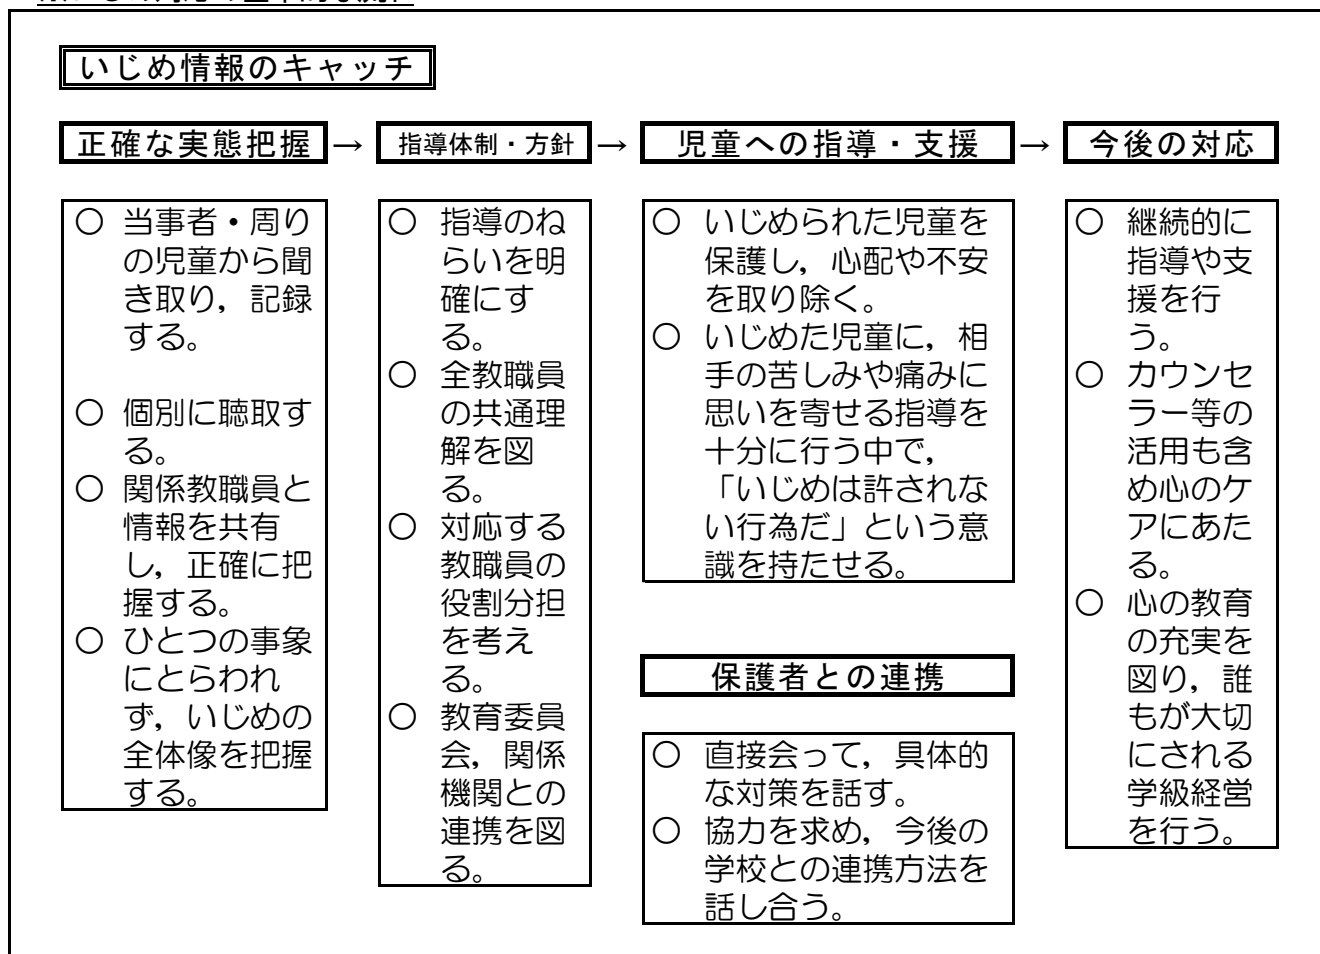 いじめ情報のキャッチ
正確な実態把握 → 指導体制・方針 → 児童への指導・支援 → 今後の対応
○ 当事者・周り
の児童から聞
き取り，記録
する。
○ 個別に聴取す
る。
○ 関係教職員と
情報を共有
し，正確に把
握する。
○ ひとつの事象
にとらわれ
ず，いじめの
全体像を把握
する。
○ 指導のね
らいを明
確にす
る。
○ 全教職員
の共通理
解を図
る。
○ 対応する
教職員の
役割分担
を考え
る。
○ 教育委員
会，関係
機関との
連携を図
る。
○ いじめられた児童を
保護し，心配や不安
を取り除く。
○ いじめた児童に，相
手の苦しみや痛みに
思いを寄せる指導を
十分に行う中で，
「いじめは許されな
い行為だ」という意
識を持たせる。
保護者との連携
○ 直接会って，具体的
な対策を話す。
○ 協力を求め，今後の
学校との連携方法を
話し合う。
○ 継続的に
指導や支
援を行
う。
○ カウンセ
ラー等の
活用も含
め心のケ
アにあた
る。
○ 心の教育
の充実を
図り，誰
もが大切
にされる
学級経営
を行う。